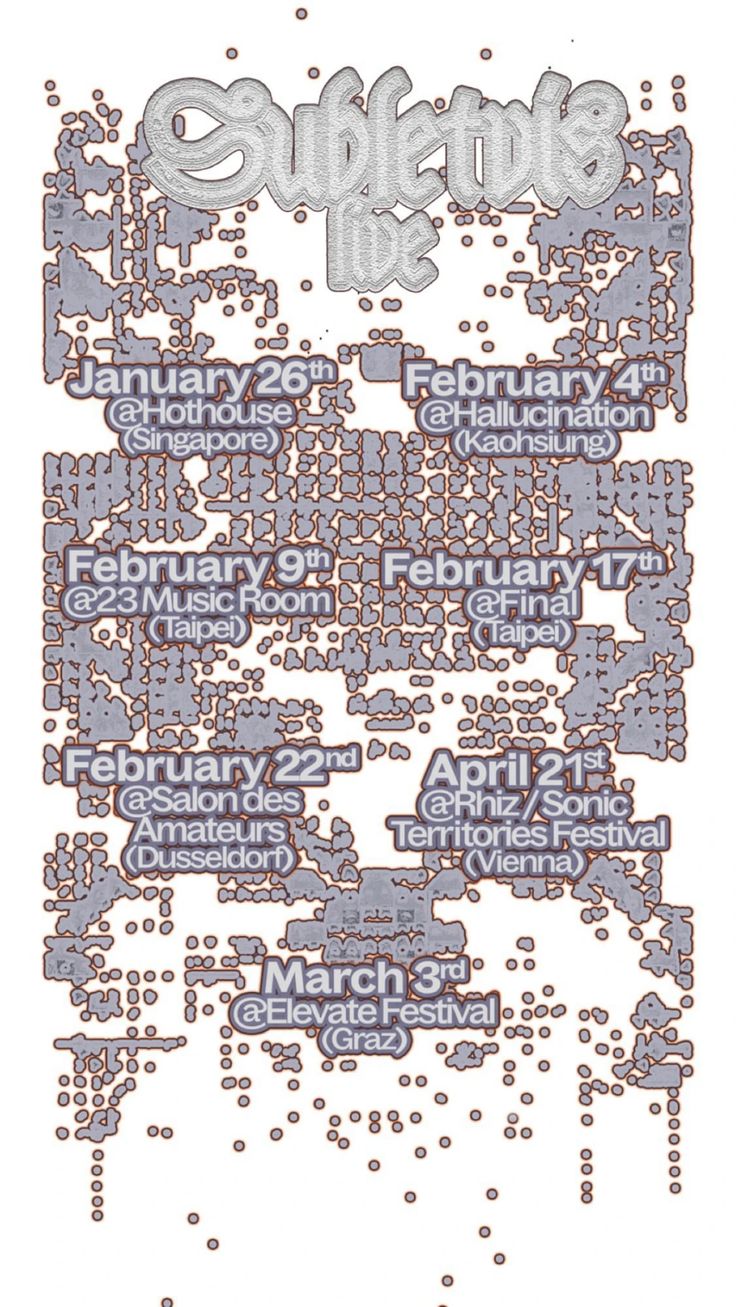 Subletvis
live
January 26th
@Hothouse
(Singapore)
February 4th
@Hallucination
(Kaohsiung)
February 9th
@23 Music Room
(Taipei)
February 17th
@Final
(Taipei)
February 22nd
@Salon des
Amateurs
(Dusseldorf)
April 21st
@Rhiz / Sonic
Territories Festival
(Vienna)
March 3rd
@Elevate Festival
(Graz)